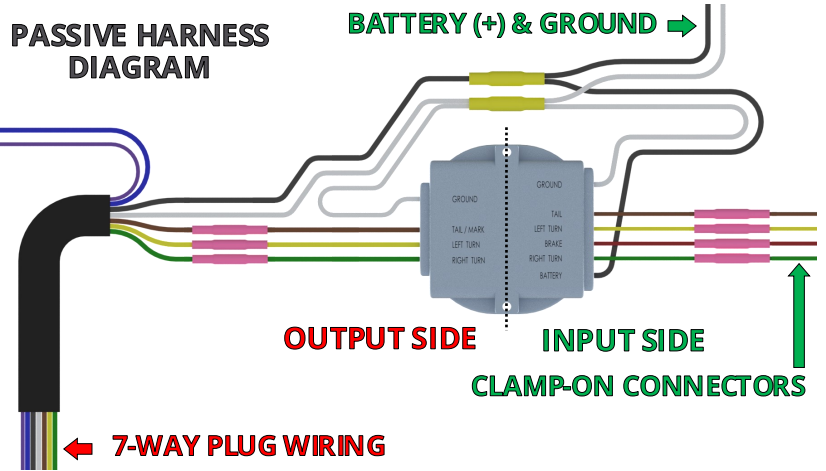 PASSIVE HARNESS
DIAGRAM
BATTERY (+) & GROUND
GROUND
TAIL / MARK
LEFT TURN
RIGHT TURN
GROUND
TAIL
LEFT TURN
BRAKE
RIGHT TURN
BATTERY
OUTPUT SIDE
INPUT SIDE
CLAMP-ON CONNECTORS
7-WAY PLUG WIRING